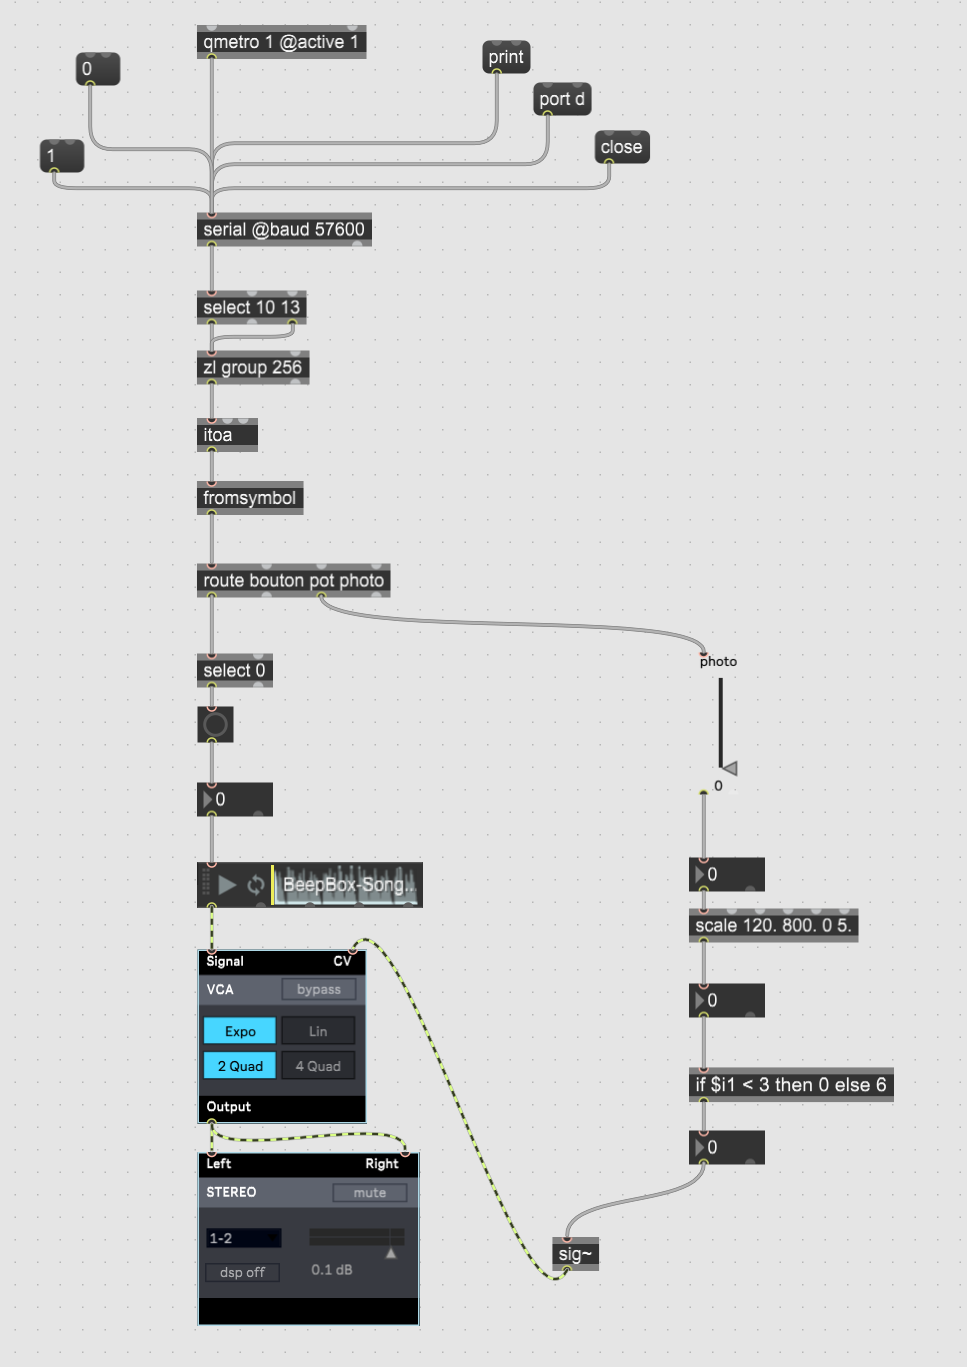 qmetro 1 @active 1
0
print
port d
close
1
serial @baud 57600
select 10 13
zl group 256
itoa
fromsymbol
route bouton pot photo
select 0
photo
0
0
BeepBox-Song..
0
scale 120. 800. 0 5.
0
if $i1 < 3 then 0 else 6
0
Signal CV
VCA bypass
Expo Lin
2 Quad 4 Quad
Output
Left Right
STEREO mute
1-2
dsp off 0.1 dB
sig~